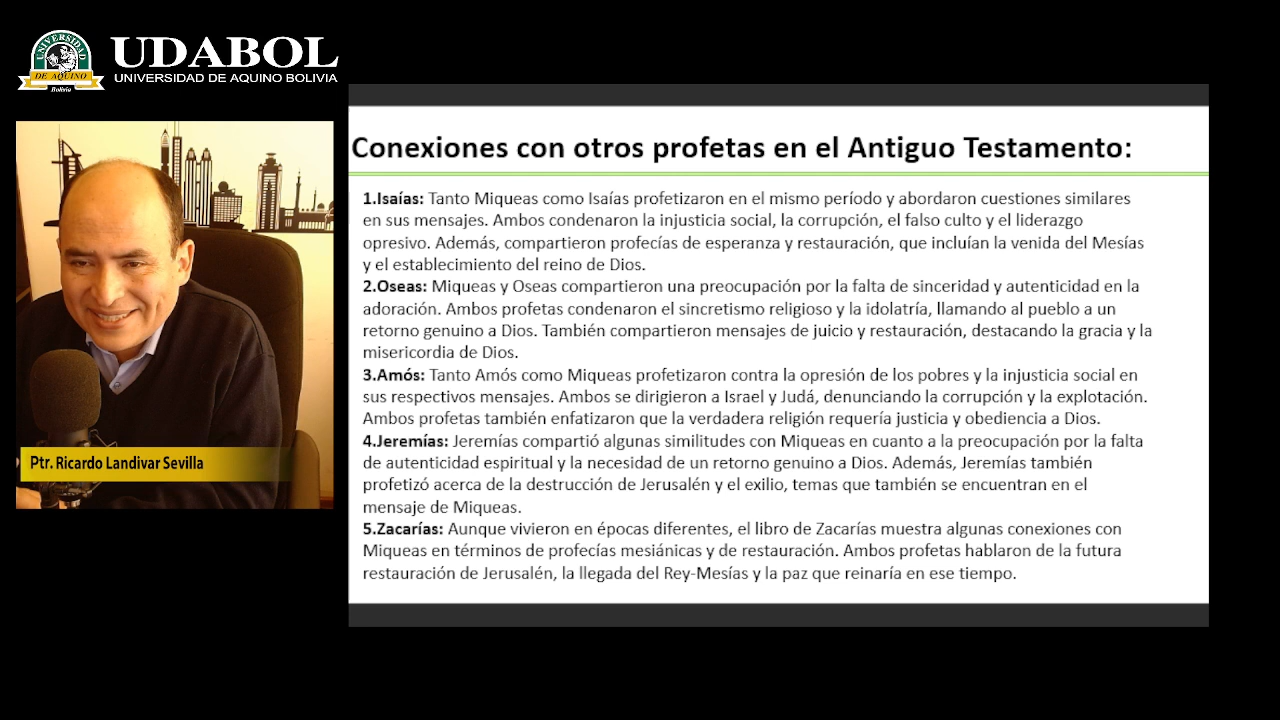 UNIVERSIDAD
DE AQUINO
Bolivia
UDABOL
UNIVERSIDAD DE AQUINO BOLIVIA
Conexiones con otros profetas en el Antiguo Testamento:
1.Isaías: Tanto Miqueas como Isaías profetizaron en el mismo período y abordaron cuestiones similares
en sus mensajes. Ambos condenaron la injusticia social, la corrupción, el falso culto y el liderazgo
opresivo. Además, compartieron profecías de esperanza y restauración, que incluían la venida del Mesías
y el establecimiento del reino de Dios.
2.Oseas: Miqueas y Oseas compartieron una preocupación por la falta de sinceridad y autenticidad en la
adoración. Ambos profetas condenaron el sincretismo religioso y la idolatría, llamando al pueblo a un
retorno genuino a Dios. También compartieron mensajes de juicio y restauración, destacando la gracia y la
misericordia de Dios.
3.Amós: Tanto Amós como Miqueas profetizaron contra la opresión de los pobres y la injusticia social en
sus respectivos mensajes. Ambos se dirigieron a Israel y Judá, denunciando la corrupción y la explotación.
Ambos profetas también enfatizaron que la verdadera religión requería justicia y obediencia a Dios.
4.Jeremías: Jeremías compartió algunas similitudes con Miqueas en cuanto a la preocupación por la falta
de autenticidad espiritual y la necesidad de un retorno genuino a Dios. Además, Jeremías también
profetizó acerca de la destrucción de Jerusalén y el exilio, temas que también se encuentran en el
mensaje de Miqueas.
5.Zacarías: Aunque vivieron en épocas diferentes, el libro de Zacarías muestra algunas conexiones con
Miqueas en términos de profecías mesiánicas y de restauración. Ambos profetas hablaron de la futura
restauración de Jerusalén, la llegada del Rey-Mesías y la paz que reinaría en ese tiempo.
Ptr. Ricardo Landivar Sevilla